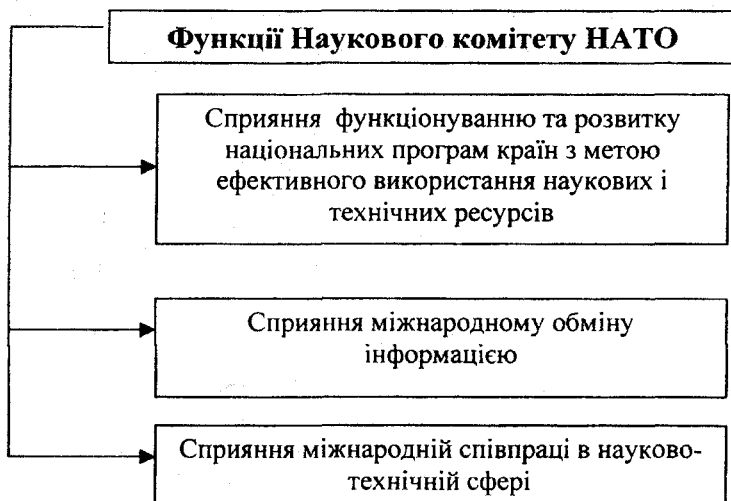 Функції Наукового комітету НАТО
Сприяння функціонуванню та розвитку
національних програм країн з метою
ефективного використання наукових і
технічних ресурсів
Сприяння міжнародному обміну
інформацією
Сприяння міжнародній співпраці в науково-
технічній сфері